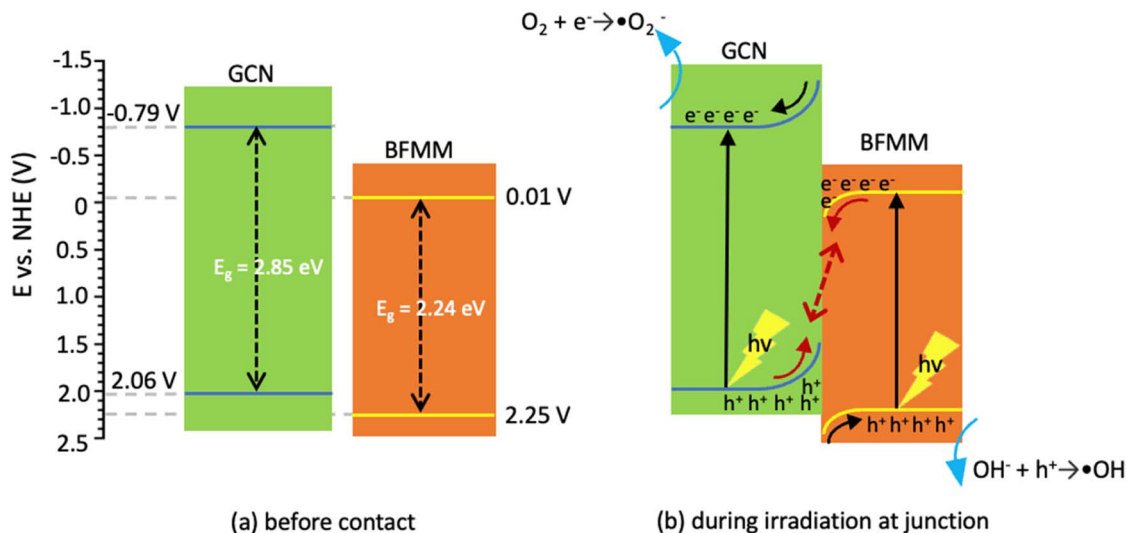 GCN
BFMM
E vs. NHE (V)
-1.5
-1.0
-0.5
0
0.5
1.0
1.5
2.0
2.5
-0.79 V
2.06 V
0.01 V
2.25 V
E_g = 2.85 eV
E_g = 2.24 eV
(a) before contact
O₂ + e⁻→•O₂⁻
GCN
BFMM
e⁻ e⁻ e⁻ e⁻
e⁻ e⁻ e⁻ e⁻
e⁻
hv
hv
h⁺
h⁺ h⁺ h⁺ h⁺
h⁺ h⁺ h⁺ h⁺
OH⁻ + h⁺→•OH
(b) during irradiation at junction